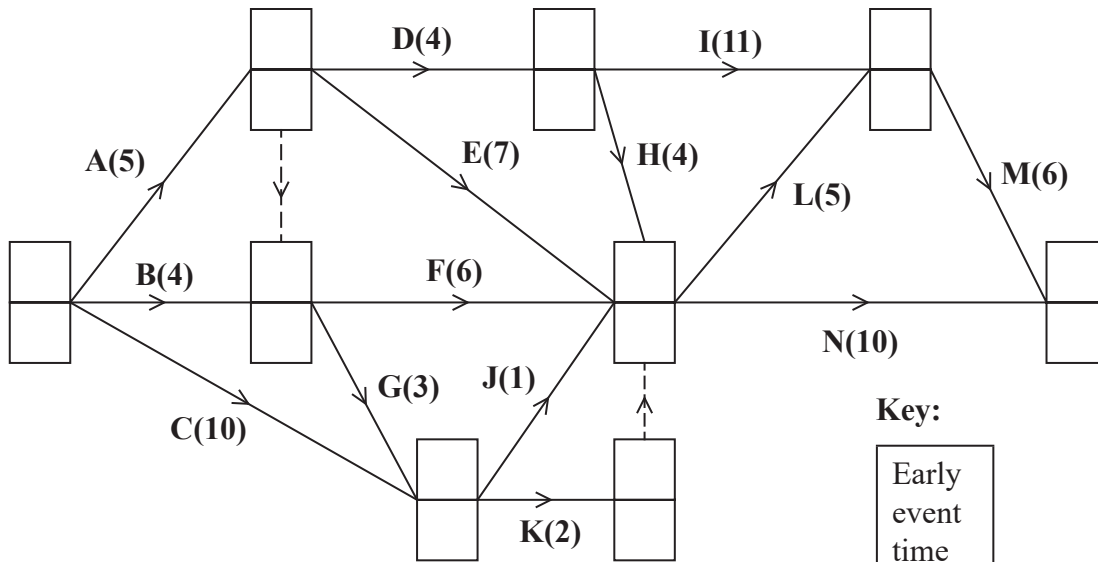 D(4)
I(11)
A(5)
E(7)
H(4)
L(5)
M(6)
B(4)
F(6)
N(10)
C(10)
G(3)
J(1)
K(2)
Key:
Early
event
time